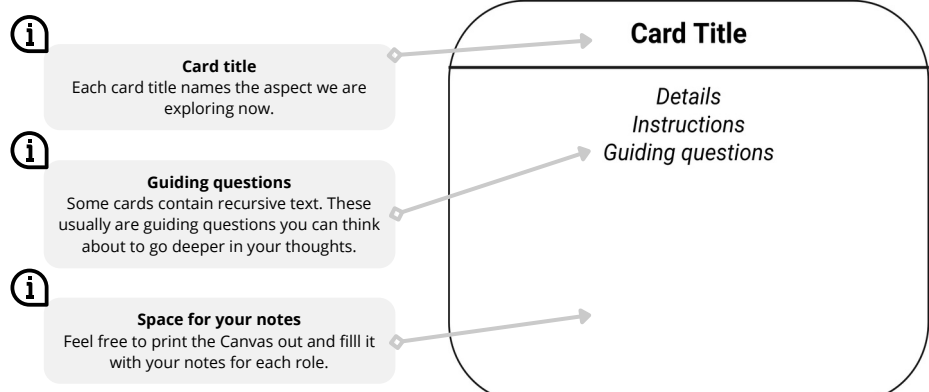 Card title
Each card title names the aspect we are
exploring now.
Guiding questions
Some cards contain recursive text. These
usually are guiding questions you can think
about to go deeper in your thoughts.
Space for your notes
Feel free to print the Canvas out and filll it
with your notes for each role.
Card Title
Details
Instructions
Guiding questions